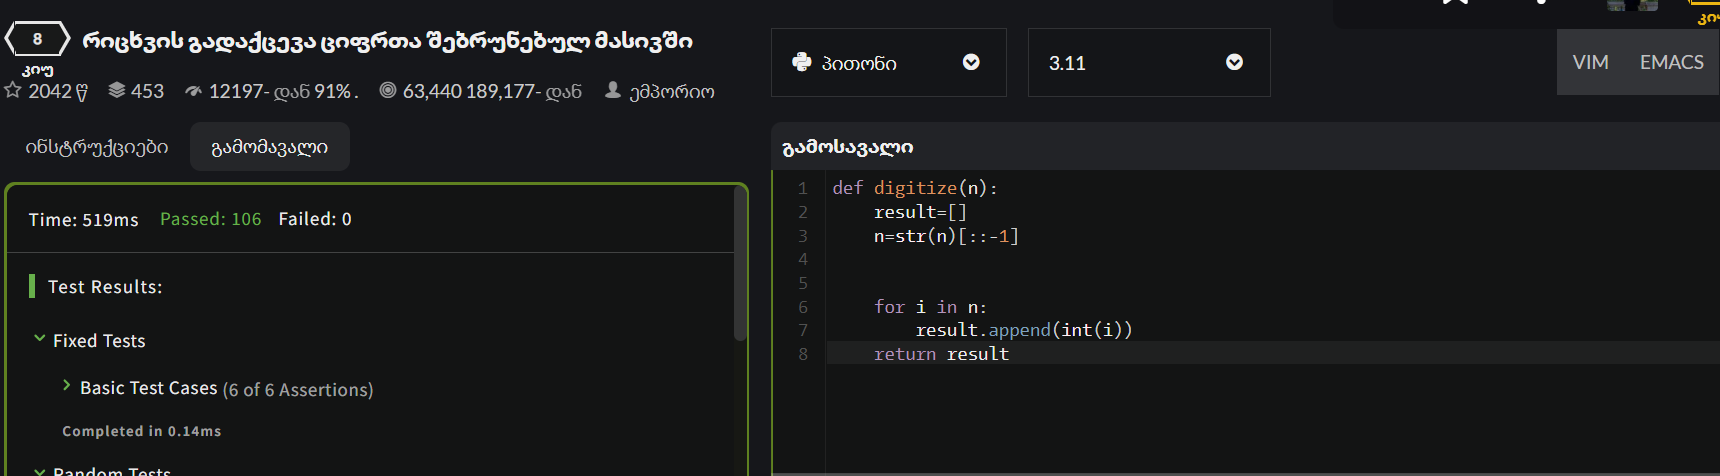 8
კიუ
რიცხვის გადაქცევა ციფრთა შებრუნებულ მასივში
2042 წ 453 12197- დან 91% . 63,440 189,177- დან ემპორიო
ინსტრუქციები გამომავალი
Time: 519ms Passed: 106 Failed: 0
Test Results:
Fixed Tests
Basic Test Cases (6 of 6 Assertions)
Completed in 0.14ms
Random Tests
პითონი
3.11
VIM EMACS
გამოსავალი
1 def digitize(n):
2     result=[]
3     n=str(n)[::-1]
4
5
6     for i in n:
7         result.append(int(i))
8     return result